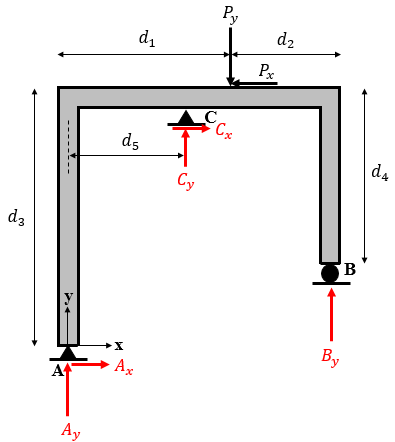 P_y
d_1
d_2
P_x
C
C_x
d_5
d_4
C_y
d_3
B
y
x
A
A_x
B_y
A_y